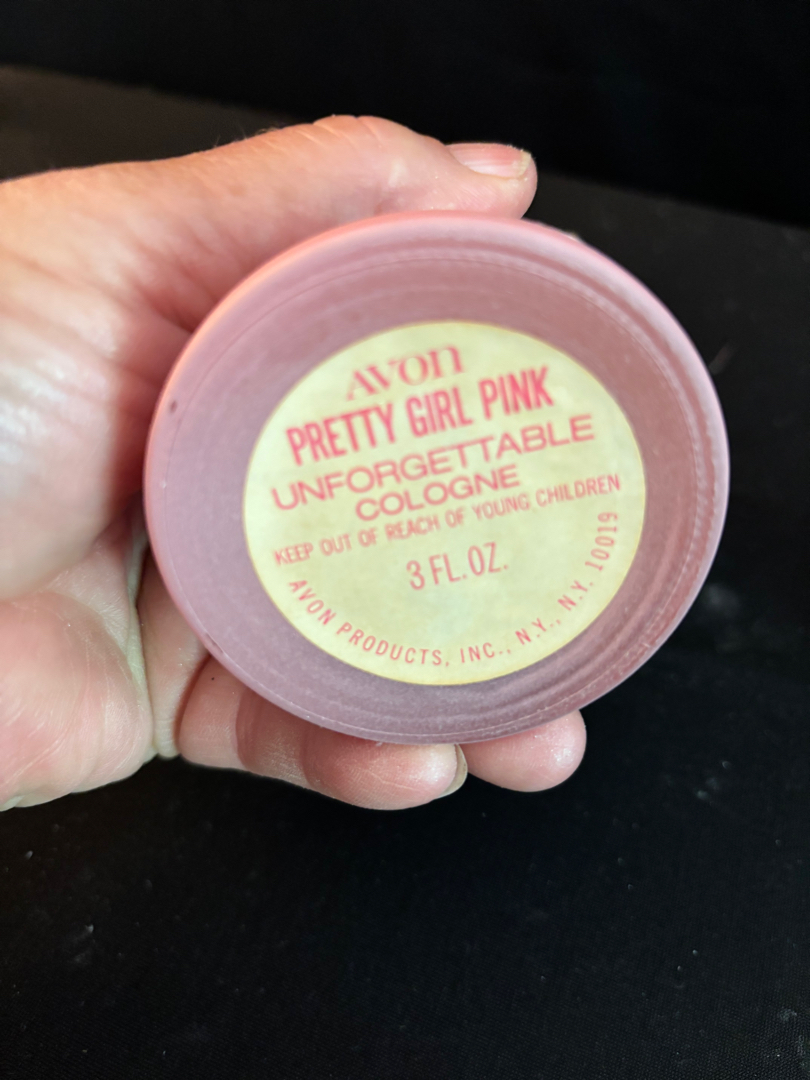 AVON
PRETTY GIRL PINK
UNFORGETTABLE
COLOGNE
KEEP OUT OF REACH OF YOUNG CHILDREN
3 FL. OZ.
AVON PRODUCTS, INC., N.Y., N.Y. 10019